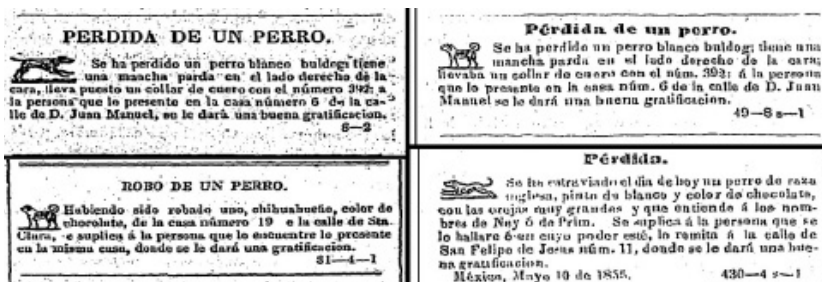 PERDIDA DE UN PERRO.
Se ha perdido un perro blanco buldog; tiene
una mancha parda en el lado derecho de la
cara, lleva puesto un collar de cuero con el número 392: a
la persona que lo presente en la casa número 6 de la ca-
lle de D. Juan Manuel, se le dará una buena gratificacion.
6—2
Pérdida de un perro.
Se ha perdido un perro blanco buldog: tiene una
mancha parda en el lado derecho de la cara;
llevaba un collar de cuero con el núm. 392: á la persona
que lo presente en la casa núm. 6 de la calle de D. Juan
Manuel se le dará una buena gratificacion.
49—8 s—1
ROBO DE UN PERRO.
Habiendo sido robado uno, chihuahueño, color de
chocolate, de la casa número 19 e la calle de Sta.
Clara, e suplica á la persona que lo encuentre lo presente
en la misma casa, donde se le dará una gratificacion.
31—4—1
Pérdida.
Se ha estraviado el dia de hoy un perro de raza
inglesa, pinto de blanco y color de chocolate,
con las orejas muy grandes y que entiende á los nom-
bres de Ney ó de Prim. Se suplica á la persona que se
lo hallare ó en cuyo poder esté, lo remita á la calle de
San Felipe de Jesus núm. 11, donde se le dará una bue-
na gratificacion.
México, Mayo 10 de 1855. 430—4 s—1